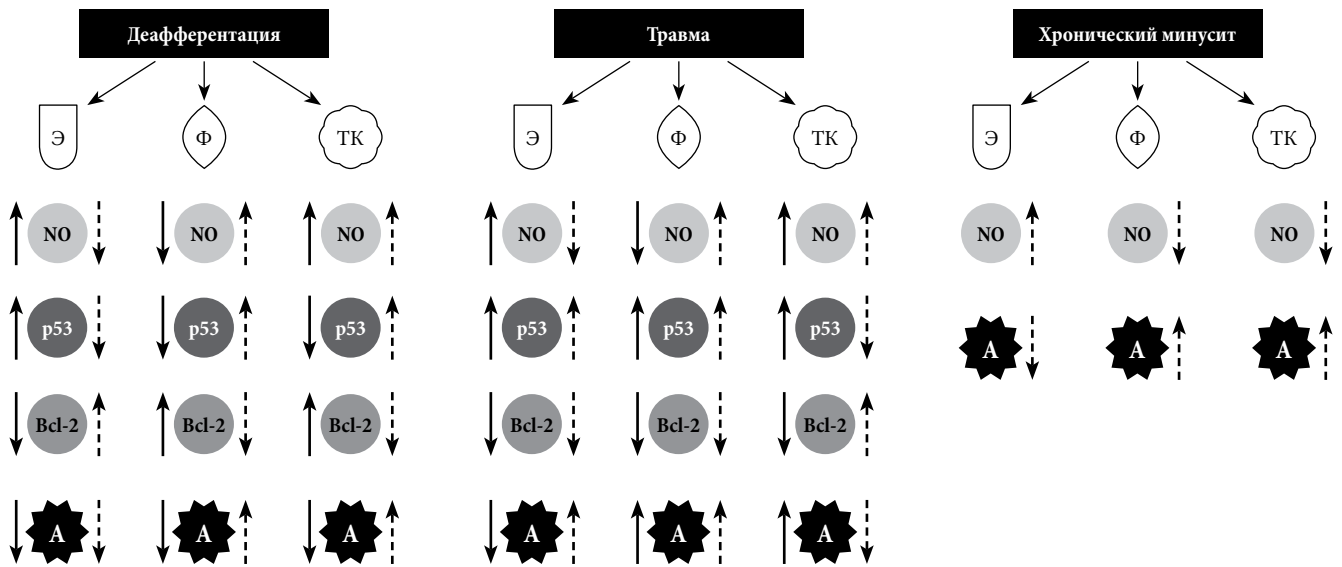 Деафферентация Травма Хронический минусит
Э Ф ТК Э Ф ТК Э Ф ТК
NO NO NO NO NO NO NO NO NO
p53 p53 p53 p53 p53 p53
A A A
Bcl-2 Bcl-2 Bcl-2 Bcl-2 Bcl-2 Bcl-2
A A A A A A